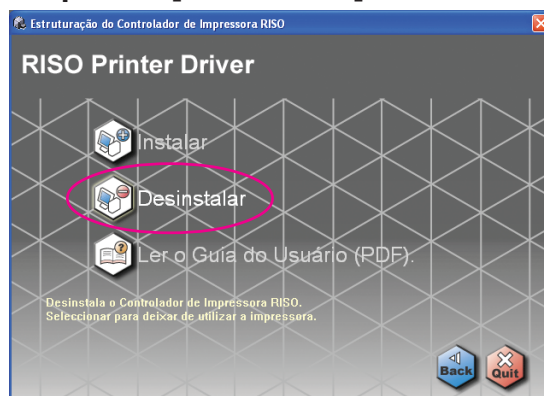 Estruturação do Controlador de Impressora RISO
RISO Printer Driver
Instalar
Desinstalar
Ler o Guia do Usuário (PDF).
Desinstala o Controlador de Impressora RISO.
Seleccionar para deixar de utilizar a impressora.
Back
Quit